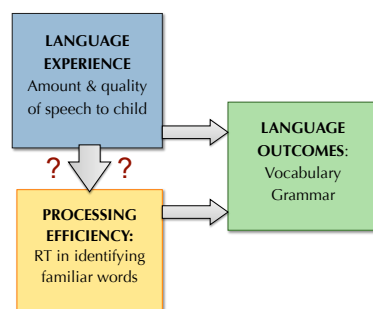 LANGUAGE
EXPERIENCE
Amount & quality
of speech to child
? ?
PROCESSING
EFFICIENCY:
RT in identifying
familiar words
LANGUAGE
OUTCOMES:
Vocabulary
Grammar